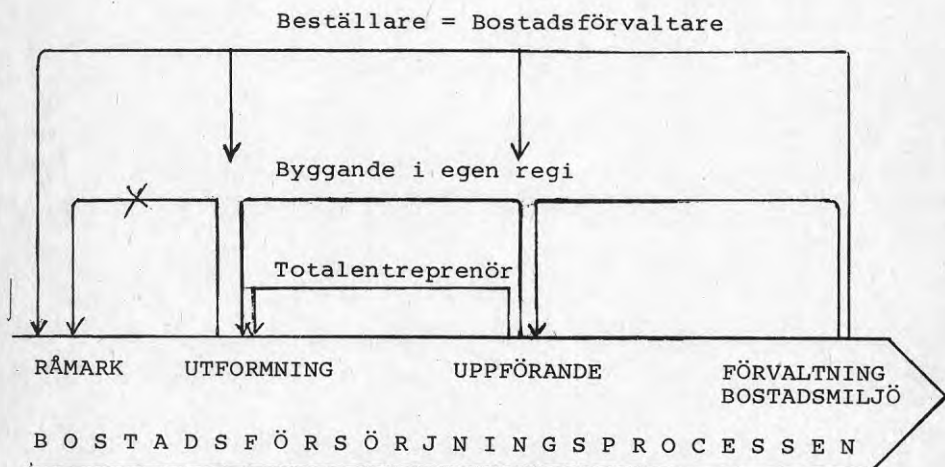 Beställare = Bostadsförvaltare
Byggande i egen regi
Totalentreprenör
RÅMARK UTFORMNING UPPFÖRANDE FÖRVALTNING
BOSTADSMILJÖ
B O S T A D S F Ö R S Ö R J N I N G S P R O C E S S E N